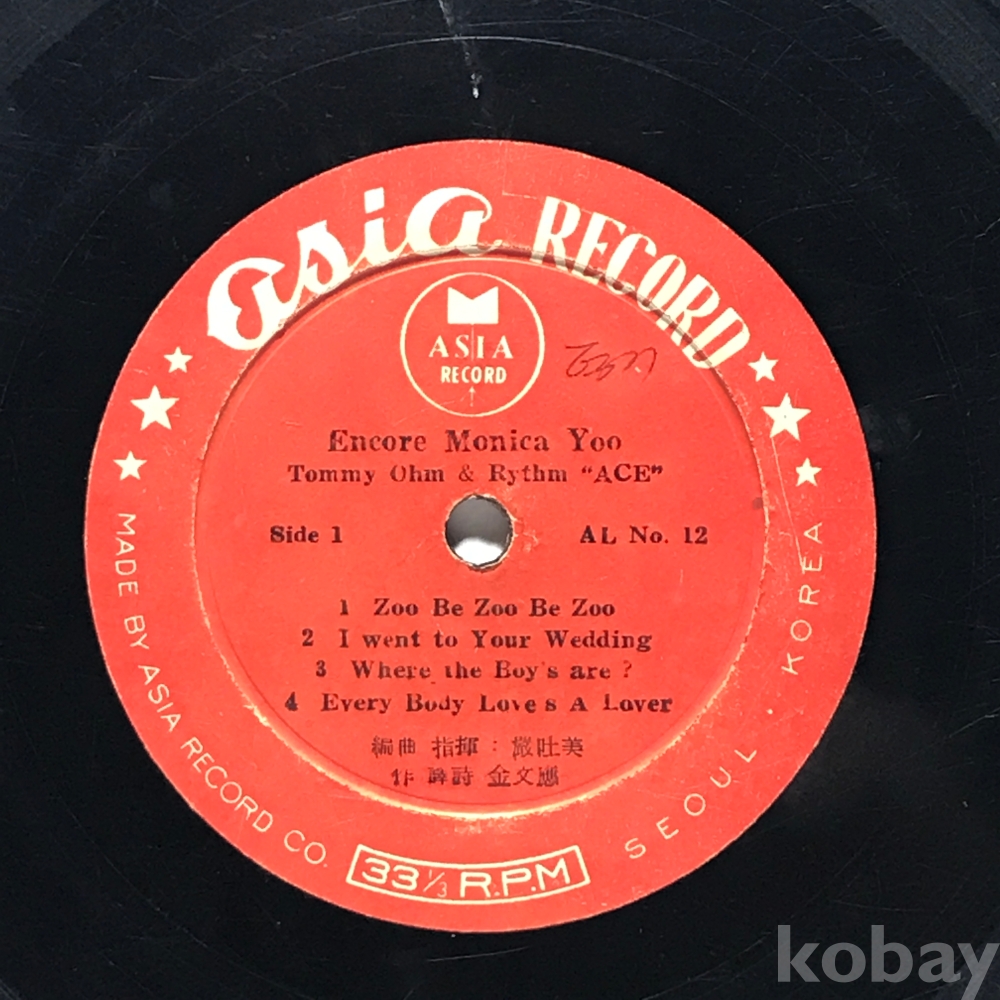 asia RECORD
ASIA
RECORD
Encore Monica Yoo
Tommy Ohm & Rythm "ACE"
Side 1
AL No. 12
1 Zoo Be Zoo Be Zoo
2 I went to Your Wedding
3 Where the Boy's are ?
4 Every Body Love s A Lover
編曲 指揮 : 嚴吐美
作 譯詩 金文應
MADE BY ASIA RECORD CO.
33⅓ R.P.M
SEOUL . KOREA
kobay